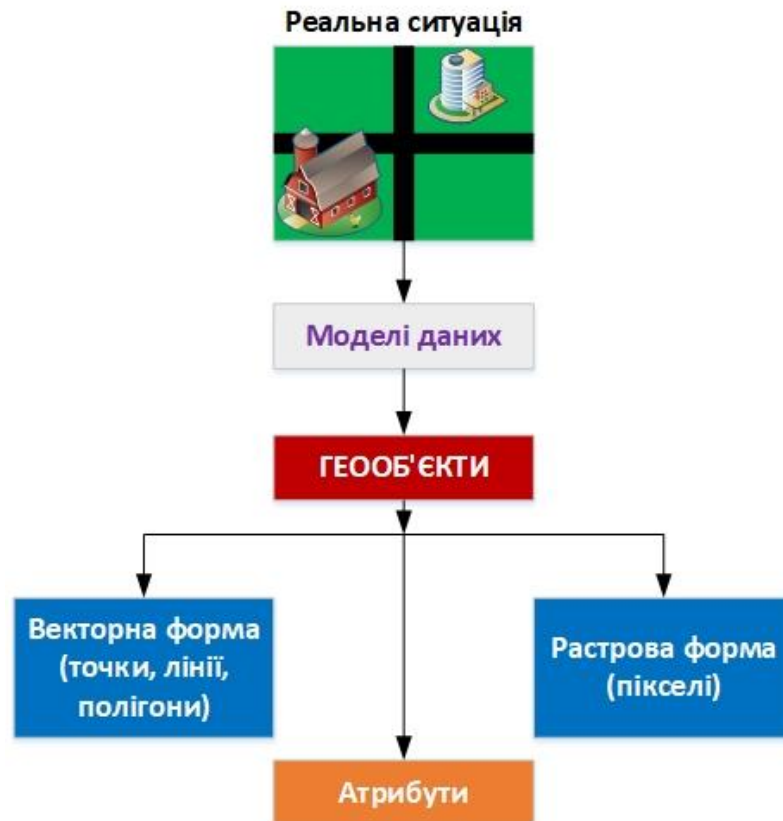 Реальна ситуація
Моделі даних
ГЕООБ'ЄКТИ
Векторна форма
(точки, лінії,
полігони)
Растрова форма
(пікселі)
Атрибути